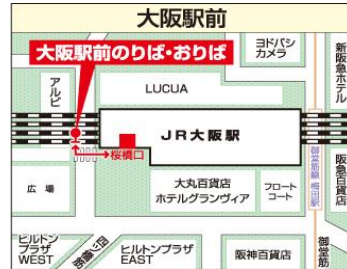 大阪駅前
大阪駅前のりば・おりば
ヨドバシ
カメラ
新阪急ホテル
アルビ
LUCUA
JR大阪駅
桜橋口
御堂筋線 梅田駅
広場
大丸百貨店
ホテルグランヴィア
フロート
コート
阪急百貨店
ヒルトン
プラザ
WEST
四つ橋筋
ヒルトンプラザ
EAST
阪神百貨店
御堂筋